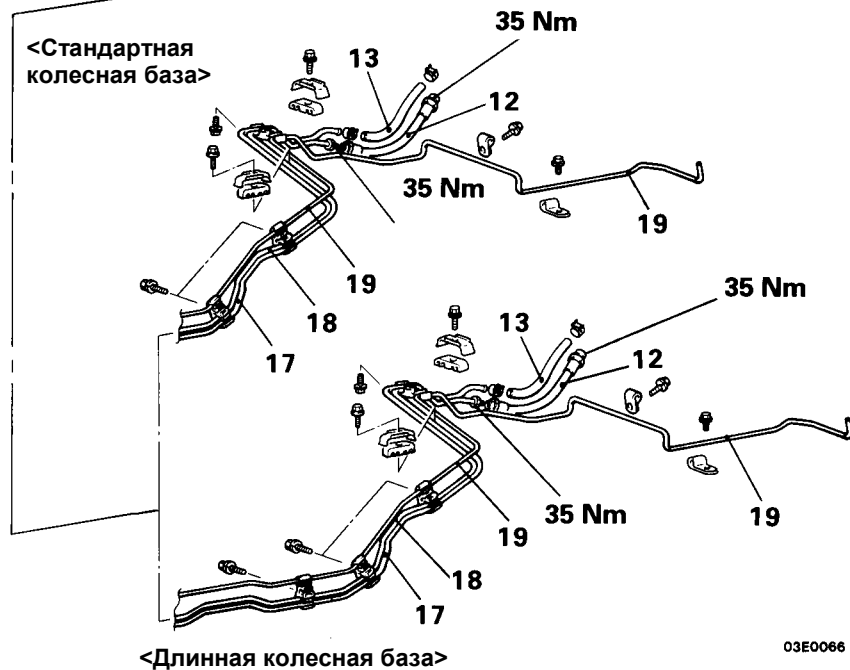 <Стандартная
колесная база>
35 Nm
13
12
35 Nm
19
19
18
17
35 Nm
13
12
19
35 Nm
19
18
17
<Длинная колесная база>
03E0066